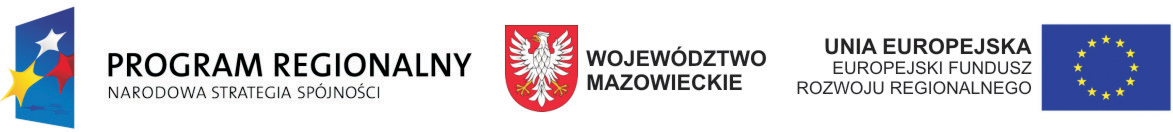 PROGRAM REGIONALNY
NARODOWA STRATEGIA SPÓJNOŚCI
WOJEWÓDZTWO
MAZOWIECKIE
UNIA EUROPEJSKA
EUROPEJSKI FUNDUSZ
ROZWOJU REGIONALNEGO